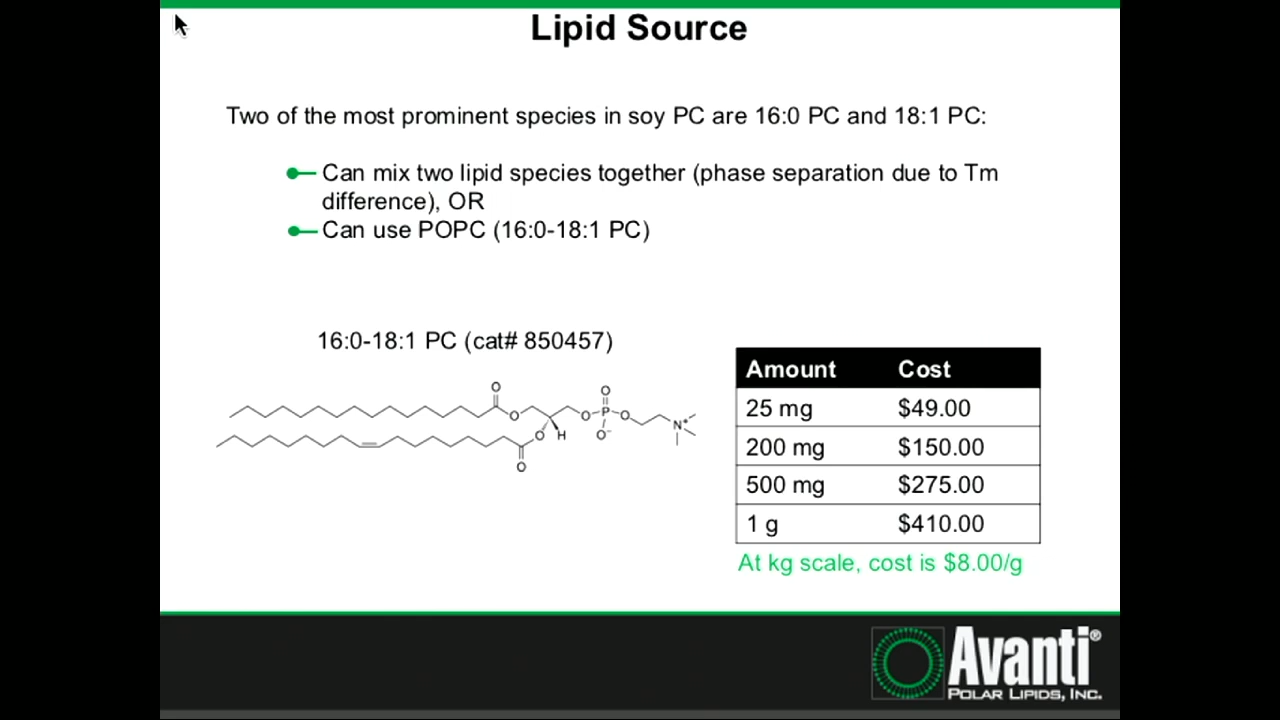 Lipid Source
Two of the most prominent species in soy PC are 16:0 PC and 18:1 PC:
Can mix two lipid species together (phase separation due to Tm
difference), OR
Can use POPC (16:0-18:1 PC)
16:0-18:1 PC (cat# 850457)
O
O
O
O
P
O
O⁻
N⁺
O
H
O
Amount Cost
25 mg $49.00
200 mg $150.00
500 mg $275.00
1 g $410.00
At kg scale, cost is $8.00/g
Avanti®
POLAR LIPIDS, INC.